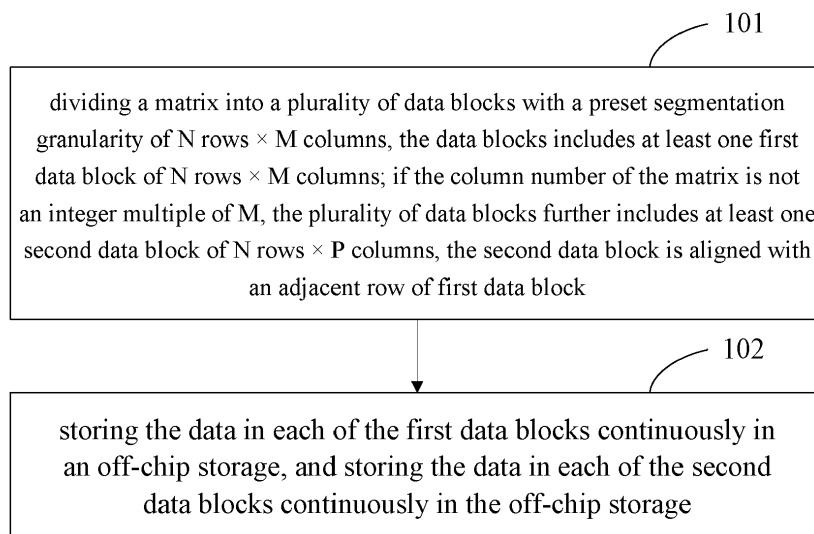 101
dividing a matrix into a plurality of data blocks with a preset segmentation
granularity of N rows × M columns, the data blocks includes at least one first
data block of N rows × M columns; if the column number of the matrix is not
an integer multiple of M, the plurality of data blocks further includes at least one
second data block of N rows × P columns, the second data block is aligned with
an adjacent row of first data block
102
storing the data in each of the first data blocks continuously in
an off-chip storage, and storing the data in each of the second
data blocks continuously in the off-chip storage